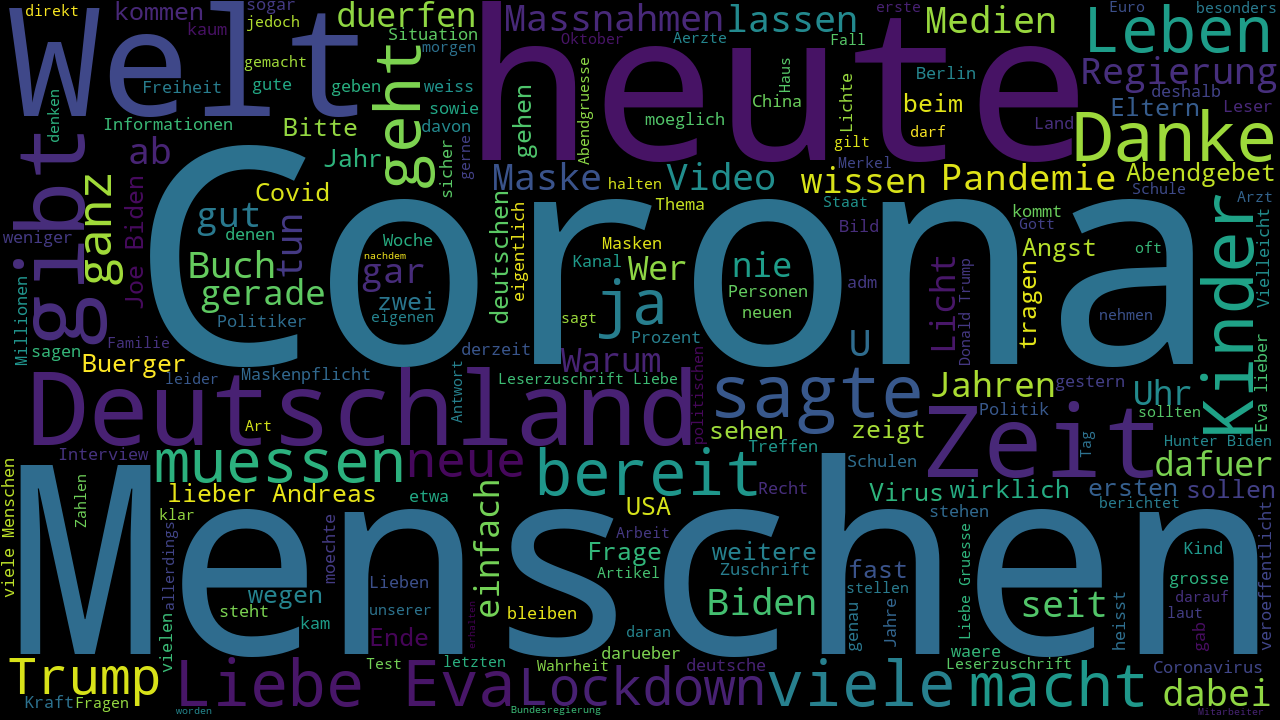 direkt
sogar
kommen
jedoch
kaum
Welt
duerfen
Situation
morgen
heute
Massnahmen
lassen
Oktober
Aerzte
Fall
erste
Medien
Euro
besonders
Leben
gemacht
Freiheit
gute
geben
weiss
geht
sowie
davon
gerne
sicher
gehen
Abendgruesse
moeglich
China
Haus
Lichte
gilt
beim
darf
Berlin
Land
Regierung
deshalb
Eltern
Leser
Danke
denken
Informationen
Bitte
gibt
ab
Jahr
Maske
halten
Video
wissen
Merkel
Pandemie
Abendgebet
ganz
Joe Biden
Covid
gut
denen
tun
Woche
nachdem
Corona
Thema
Masken
Staat
Schule
Arzt
weniger
Buch
gar
gerade
zwei
eigenen
Politiker
deutschen
eigentlich
Kanal
Wer
nie
Personen
neuen
Bild
adm
kommt
Gott
Angst
oft
Kinder
Vielleicht
Millionen
sagen
Familie
Buerger
sagt
ja
Prozent
U
Licht
Donald Trump
tragen
nehmen
leider
Maskenpflicht
derzeit
Warum
Antwort
Leserzuschrift Liebe
politischen
Deutschland
Art
sagte
Jahren
gestern
Uhr
sollten
Eva lieber
Politik
Zeit
Tag
Hunter Biden
sehen
Treffen
zeigt
Interview
muessen
neue
bereit
Recht
Schulen
dafuer
viele Menschen
Zahlen
lieber Andreas
etwa
einfach
USA
Virus
wirklich
ersten
sollen
stehen
berichtet
klar
allerdings
moechte
Menschen
Arbeit
Frage
weitere
Artikel
Zuschrift
fast
stellen
Liebe Gruesse
Kind
grosse
darauf
laut
veroeffentlicht
wegen
steht
kam
Lieben
unserer
erhalten
bleiben
Biden
daran
darueber
genau
Jahre
seit
heisst
gab
vielen
Ende
waere
Test
letzten
Wahrheit
deutsche
Leserzuschrift
Coronavirus
Trump
Kraft
Fragen
Liebe Eva
Lockdown
viele
macht
dabei
worden
Bundesregierung
Mitarbeiter